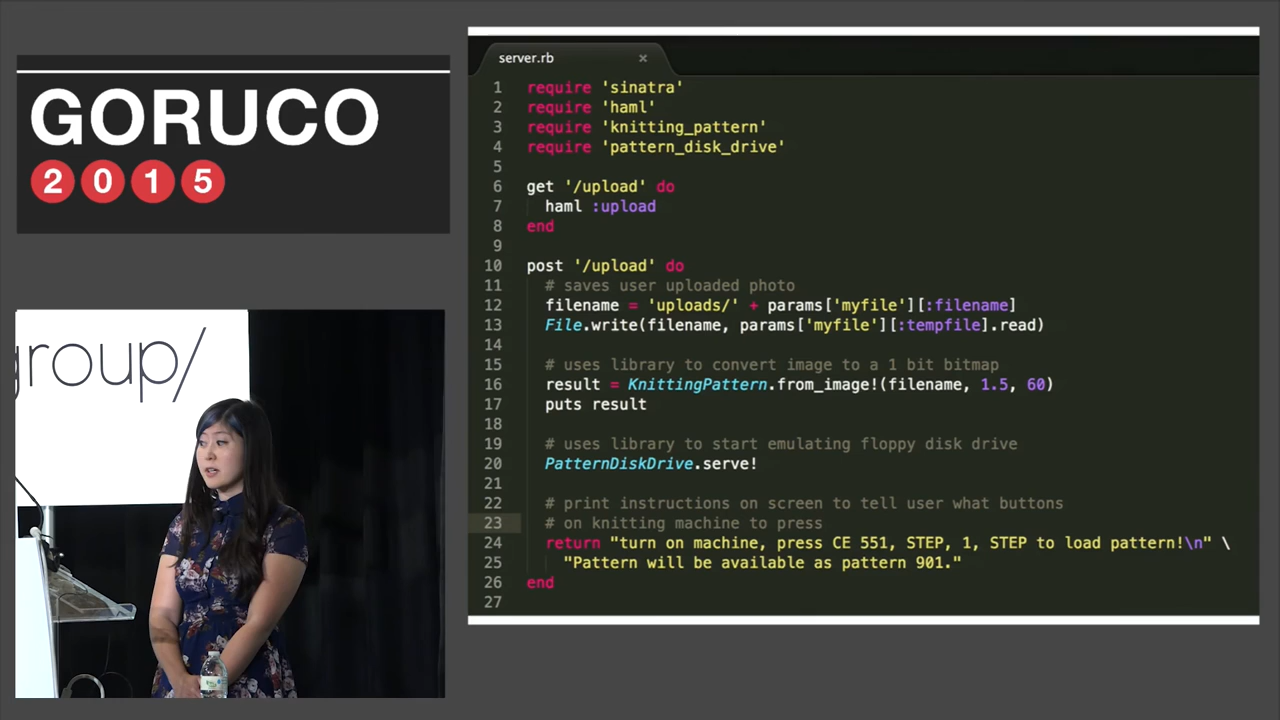 GORUCO
2015
group/
server.rb ×
1 require 'sinatra'
2 require 'haml'
3 require 'knitting_pattern'
4 require 'pattern_disk_drive'
5
6 get '/upload' do
7   haml :upload
8 end
9
10 post '/upload' do
11   # saves user uploaded photo
12   filename = 'uploads/' + params['myfile'][:filename]
13   File.write(filename, params['myfile'][:tempfile].read)
14
15   # uses library to convert image to a 1 bit bitmap
16   result = KnittingPattern.from_image!(filename, 1.5, 60)
17   puts result
18
19   # uses library to start emulating floppy disk drive
20   PatternDiskDrive.serve!
21
22   # print instructions on screen to tell user what buttons
23   # on knitting machine to press
24   return "turn on machine, press CE 551, STEP, 1, STEP to load pattern!\n" \
25     "Pattern will be available as pattern 901."
26 end
27